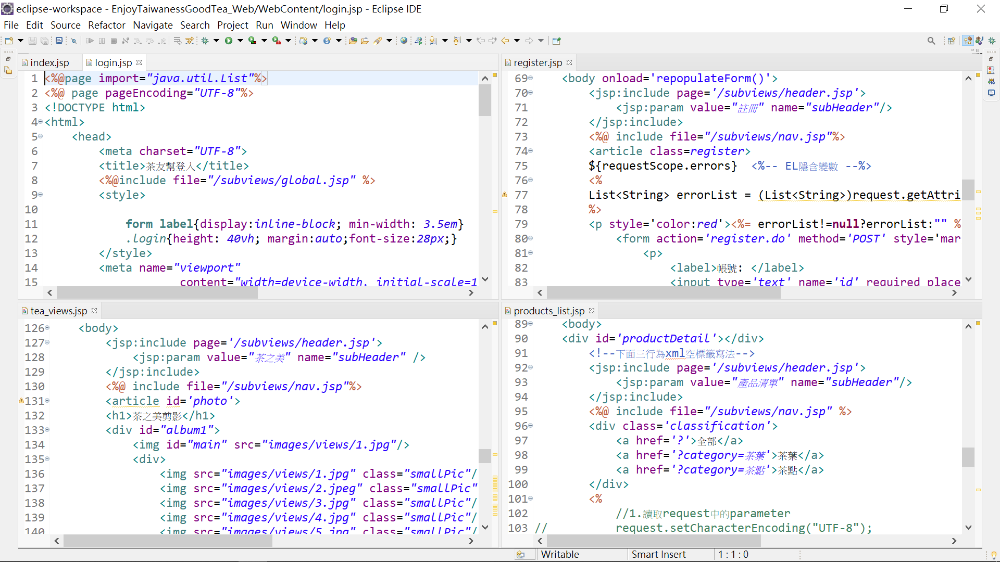 eclipse-workspace - EnjoyTaiwanessGoodTea_Web/WebContent/login.jsp - Eclipse IDE
File Edit Source Refactor Navigate Search Project Run Window Help
index.jsp login.jsp
1 <%@page import="java.util.List"%>
2 <%@ page pageEncoding="UTF-8"%>
3 <!DOCTYPE html>
4 <html>
5 <head>
6 <meta charset="UTF-8">
7 <title>茶友幫登入</title>
8 <%@include file="/subviews/global.jsp" %>
9 <style>
10
11 form label{display:inline-block; min-width: 3.5em}
12 .login{height: 40vh; margin:auto;font-size:28px;}
13 </style>
14 <meta name="viewport"
15 content="width=device-width, initial-scale=1
register.jsp
69 <body onload='repopulateForm()'>
70 <jsp:include page='/subviews/header.jsp'>
71 <jsp:param value="註冊" name="subHeader"/>
72 </jsp:include>
73 <%@ include file="/subviews/nav.jsp"%>
74 <article class=register>
75 ${requestScope.errors} <%-- EL隱含變數 --%>
76 <%
77 List<String> errorList = (List<String>)request.getAttri
78 %>
79 <p style='color:red'><%= errorList!=null?errorList:"" %
80 <form action='register.do' method='POST' style='mar
81 <p>
82 <label>帳號: </label>
83 <input type='text' name='id' required place
tea_views.jsp
126 <body>
127 <jsp:include page='/subviews/header.jsp'>
128 <jsp:param value="茶之美" name="subHeader" />
129 </jsp:include>
130 <%@ include file="/subviews/nav.jsp"%>
131 <article id='photo'>
132 <h1>茶之美剪影</h1>
133 <div id="album1">
134 <img id="main" src="images/views/1.jpg"/>
135 <div>
136 <img src="images/views/1.jpg" class="smallPic"/
137 <img src="images/views/2.jpeg" class="smallPic"
138 <img src="images/views/3.jpg" class="smallPic"/
139 <img src="images/views/4.jpg" class="smallPic"/
140 <img src="images/views/5.jpg" class="smallPic"/
products_list.jsp
89 <body>
90 <div id='productDetail'></div>
91 <!--下面三行為xml空標籤寫法-->
92 <jsp:include page='/subviews/header.jsp'>
93 <jsp:param value="產品清單" name="subHeader"/>
94 </jsp:include>
95 <%@ include file="/subviews/nav.jsp" %>
96 <div class='classification'>
97 <a href='?'>全部</a>
98 <a href='?category=茶葉'>茶葉</a>
99 <a href='?category=茶點'>茶點</a>
100 </div>
101 <%
102 //1.讀取request中的parameter
103 // request.setCharacterEncoding("UTF-8");
Writable Smart Insert 1 : 1 : 0